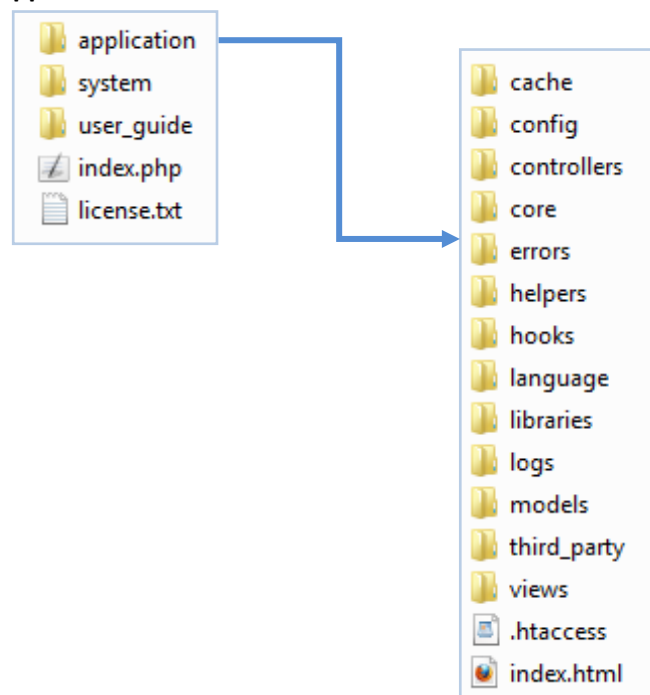 application
system
user_guide
index.php
license.txt
cache
config
controllers
core
errors
helpers
hooks
language
libraries
logs
models
third_party
views
.htaccess
index.html